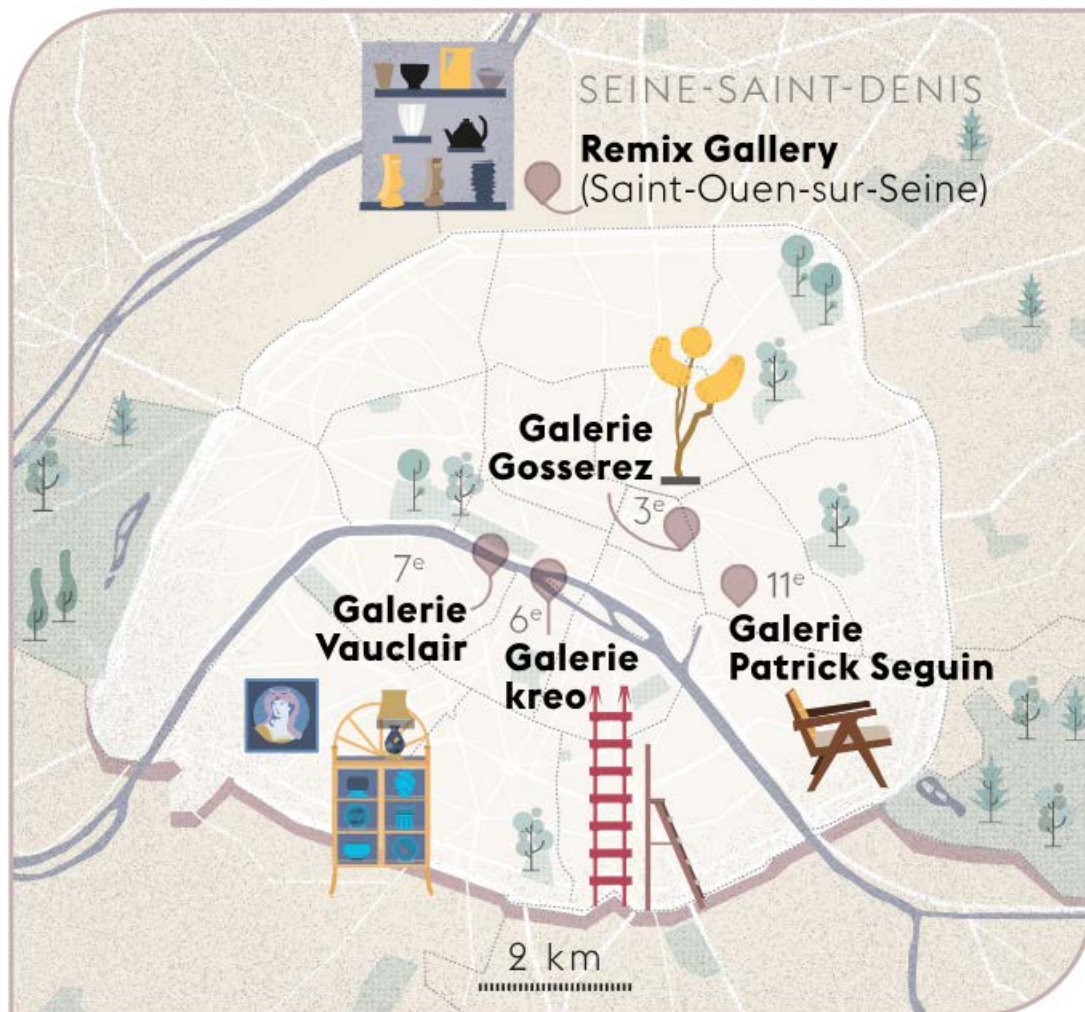 SEINE-SAINT-DENIS
Remix Gallery
(Saint-Ouen-sur-Seine)
Galerie
Gosserez
3e
7e
Galerie
Vauclair
6e
Galerie
kreo
11e
Galerie
Patrick Seguin
2 km